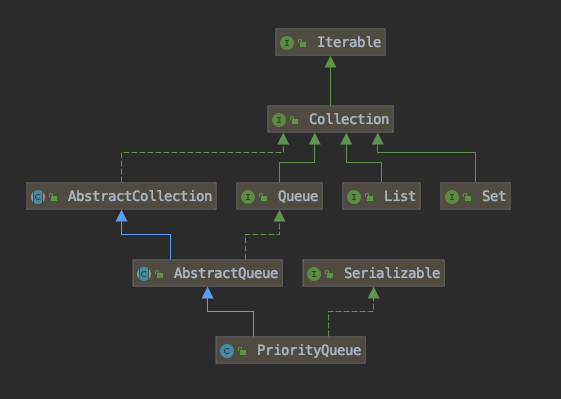 I Iterable
I Collection
C AbstractCollection
I Queue
I List
I Set
C AbstractQueue
I Serializable
C PriorityQueue